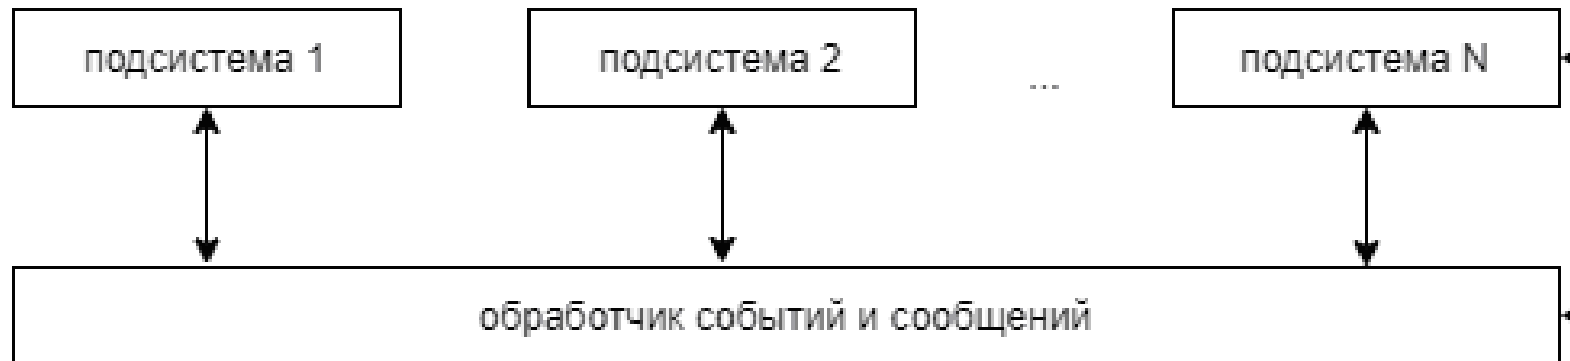 подсистема 1
подсистема 2
...
подсистема N
обработчик событий и сообщений